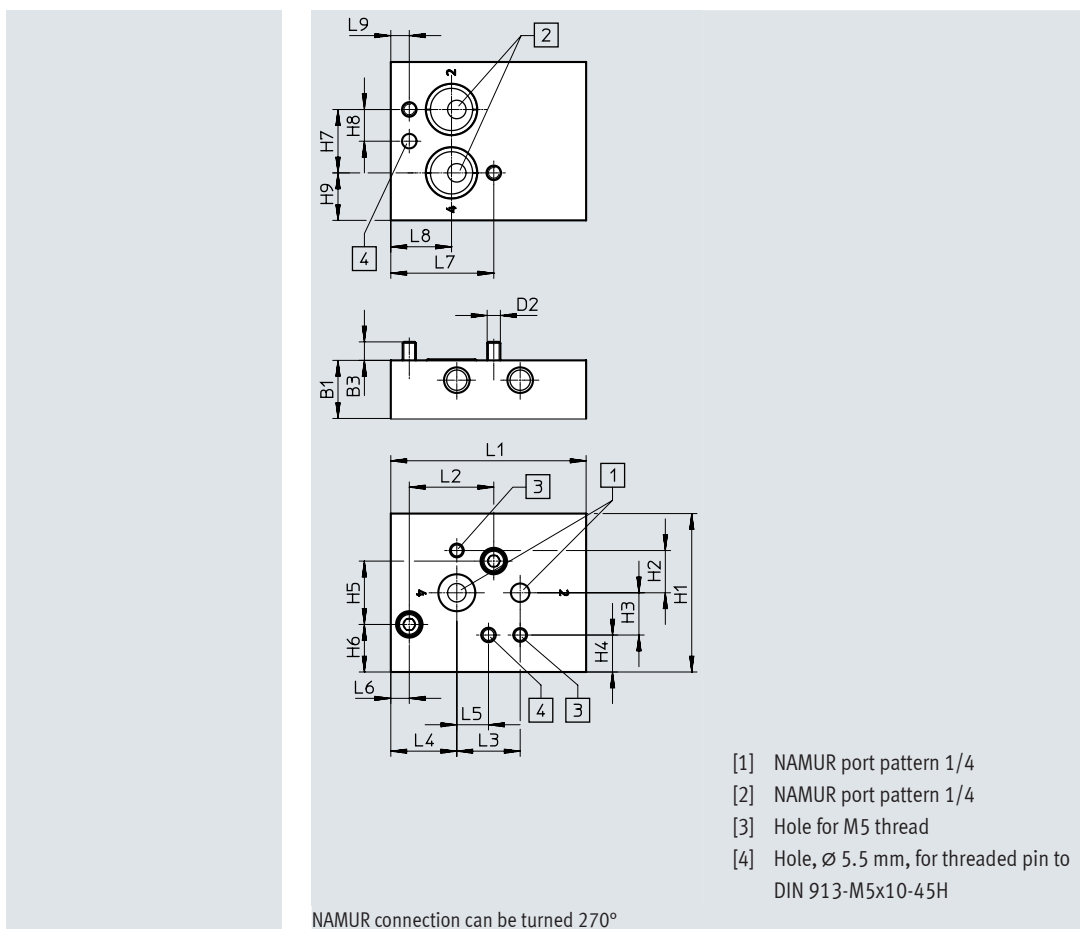 L9
2
2
H8
H7
H9
4
L8
4
L7
D2
B3
B1
L1
L2
1
3
H5
4
2
H2
H1
H3
H6
H4
L6
L5
4
3
L4
L3
[1] NAMUR port pattern 1/4
[2] NAMUR port pattern 1/4
[3] Hole for M5 thread
[4] Hole, Ø 5.5 mm, for threaded pin to
DIN 913-M5x10-45H
NAMUR connection can be turned 270°